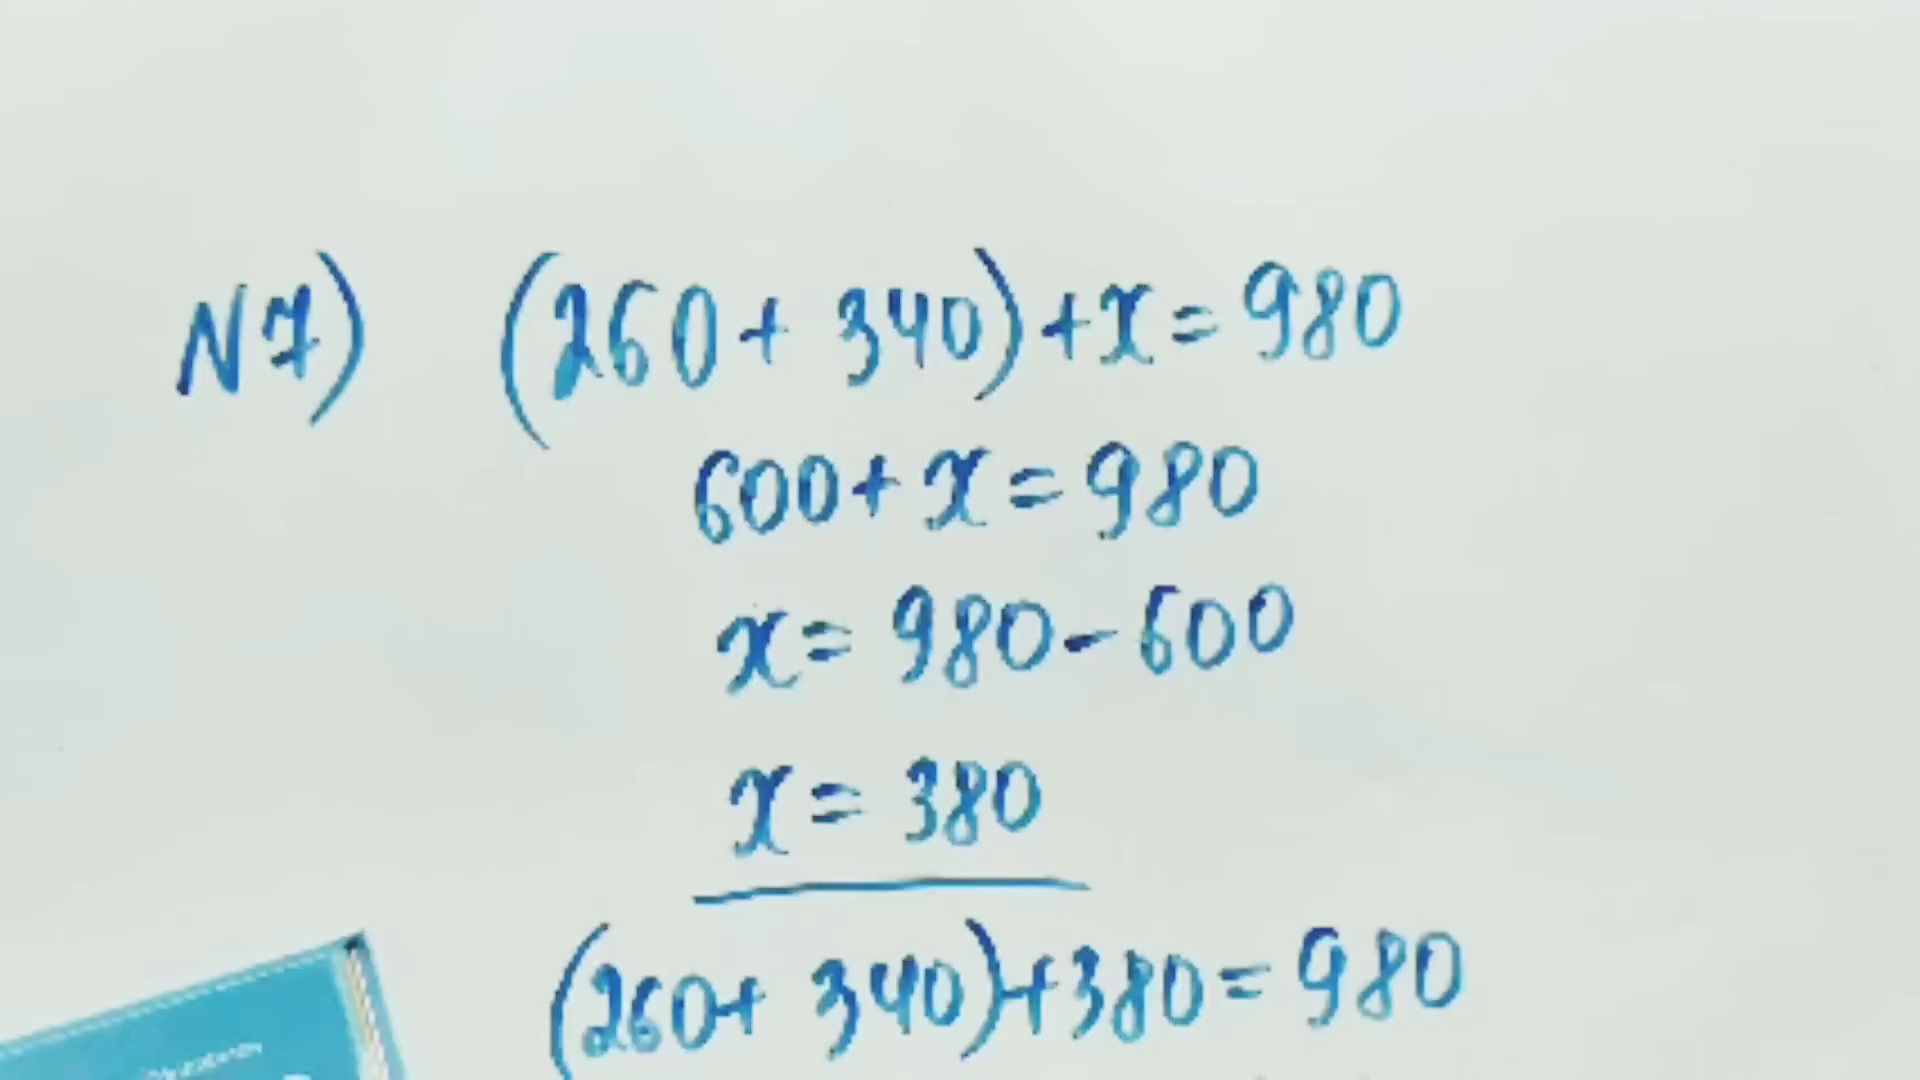 N7) (260 + 340) + x = 980
600 + x = 980
x = 980 - 600
x = 380
(260 + 340) + 380 = 980